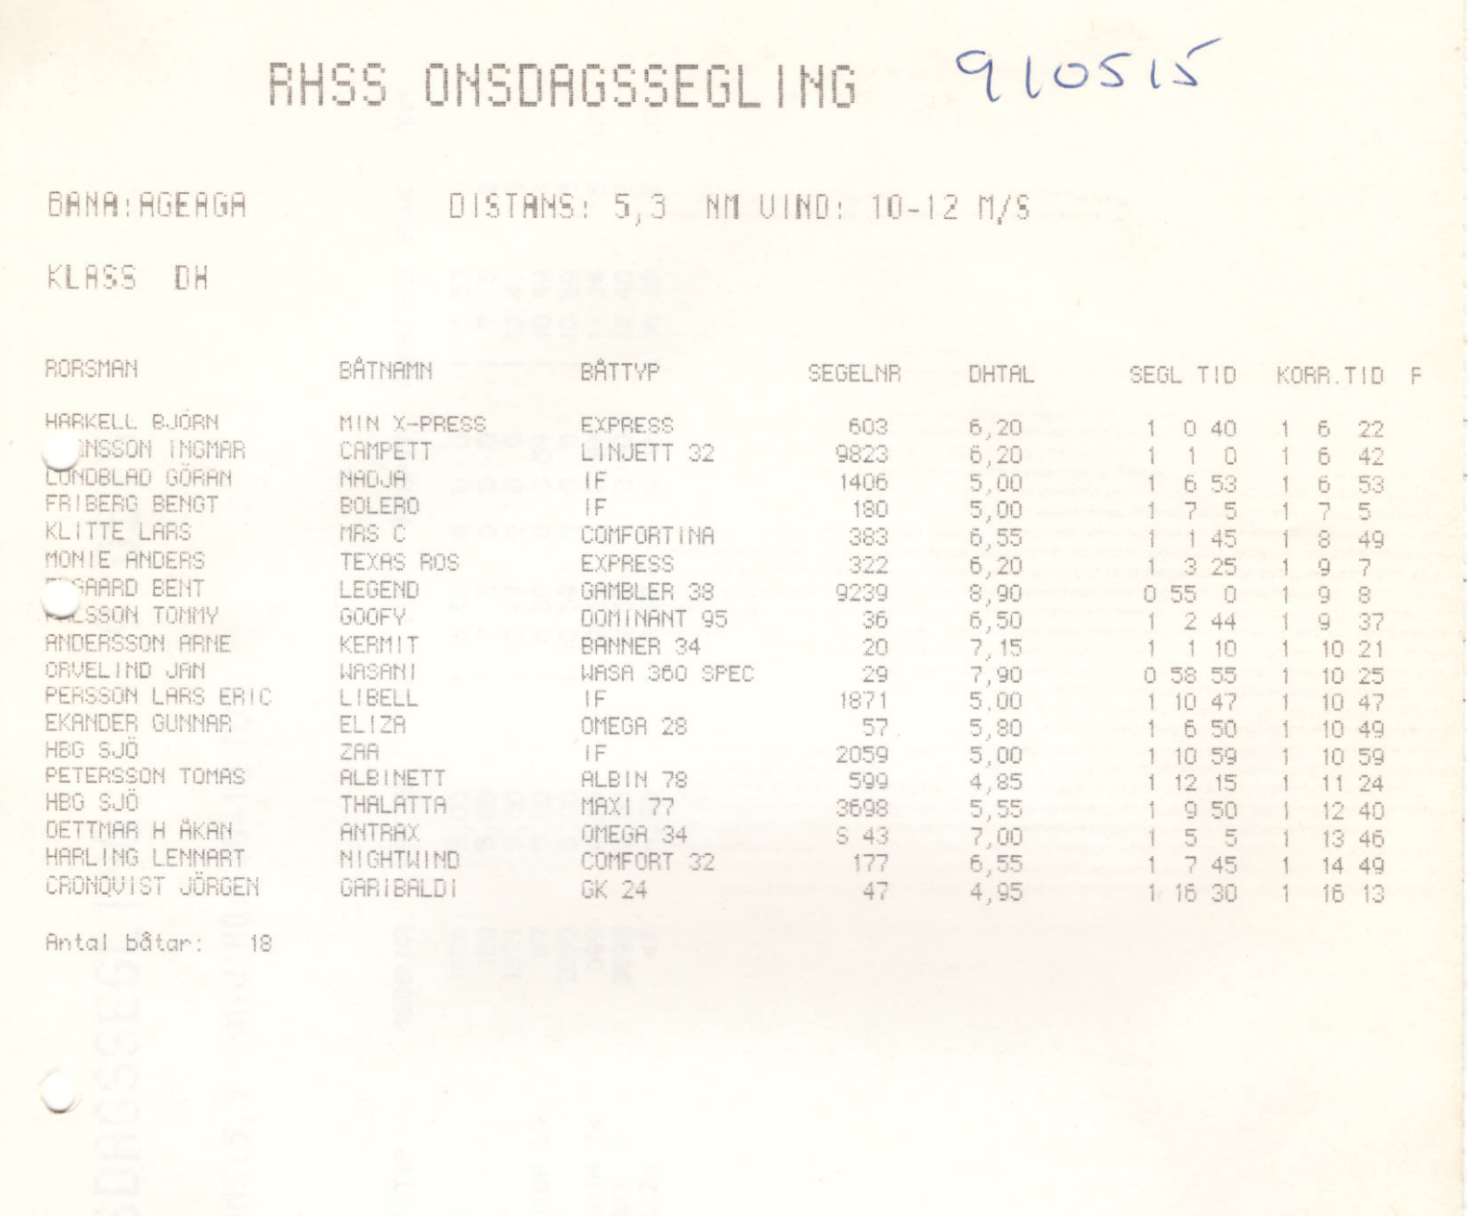 RHSS ONSDAGSSEGLING 910515
BANA:AGEAGA DISTANS: 5,3 NM VIND: 10-12 M/S
KLASS DH
RORSMAN BÅTNAMN BÅTTYP SEGELNR DHTAL SEGL TID KORR.TID
HARKELL BJÖRN MIN X-PRESS EXPRESS 603 6,20 1 0 40 1 6 22
INGMAR CAMPETT LINJETT 32 9823 6,20 1 1 0 1 6 42
LUNDBLAD GÖRAN NADJA IF 1406 5,00 1 6 53 1 6 53
FRIBERG BENGT BOLERO IF 180 5,00 1 7 5 1 7 5
KLITTE LARS MRS C COMFORTINA 383 6,55 1 1 45 1 8 49
MONIE ANDERS TEXAS ROS EXPRESS 322 6,20 1 3 25 1 9 7
BENT LEGEND GAMBLER 38 9239 8,90 0 55 0 1 9 8
TOMMY GOOFY DOMINANT 95 36 6,50 1 2 44 1 9 37
ANDERSSON ARNE KERMIT BANNER 34 20 7,15 1 1 10 1 10 21
ORVELIND JAN WASANI WASA 360 SPEC 29 7,90 0 58 55 1 10 25
PERSSON LARS ERIC LIBELL IF 1871 5,00 1 10 47 1 10 47
EKANDER GUNNAR ELIZA OMEGA 28 57 5,80 1 6 50 1 10 49
HBG SJÖ ZAA IF 2059 5,00 1 10 59 1 10 59
PETERSSON TOMAS ALBINETT ALBIN 78 599 4,85 1 12 15 1 11 24
HBG SJÖ THALATTA MAXI 77 3698 5,55 1 9 50 1 12 40
DETTMAR H ÅKAN ANTRAX OMEGA 34 S 43 7,00 1 5 5 1 13 46
HARLING LENNART NIGHTWIND COMFORT 32 177 6,55 1 7 45 1 14 49
CRONQVIST JÖRGEN GARIBALDI GK 24 47 4,95 1 16 30 1 16 13
Antal båtar: 18